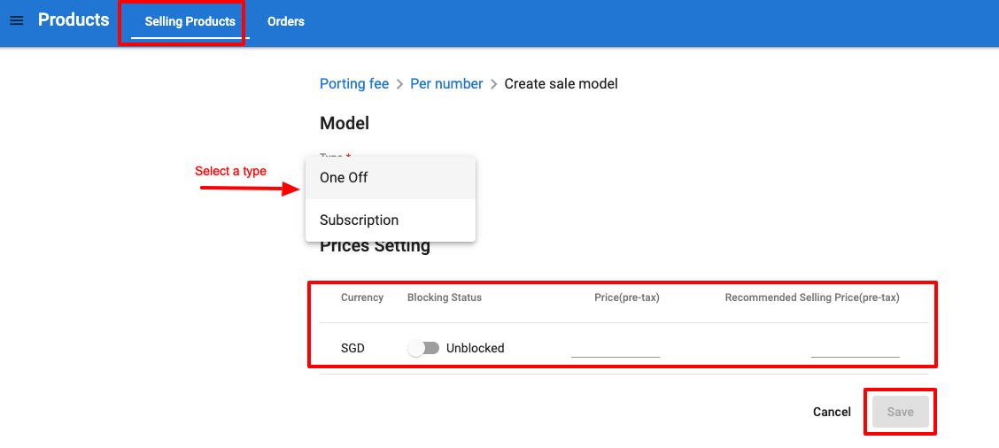 Products Selling Products Orders
Porting fee > Per number > Create sale model
Model
Type *
Select a type
One Off
Subscription
Prices Setting
Currency Blocking Status Price(pre-tax) Recommended Selling Price(pre-tax)
SGD Unblocked
Cancel Save